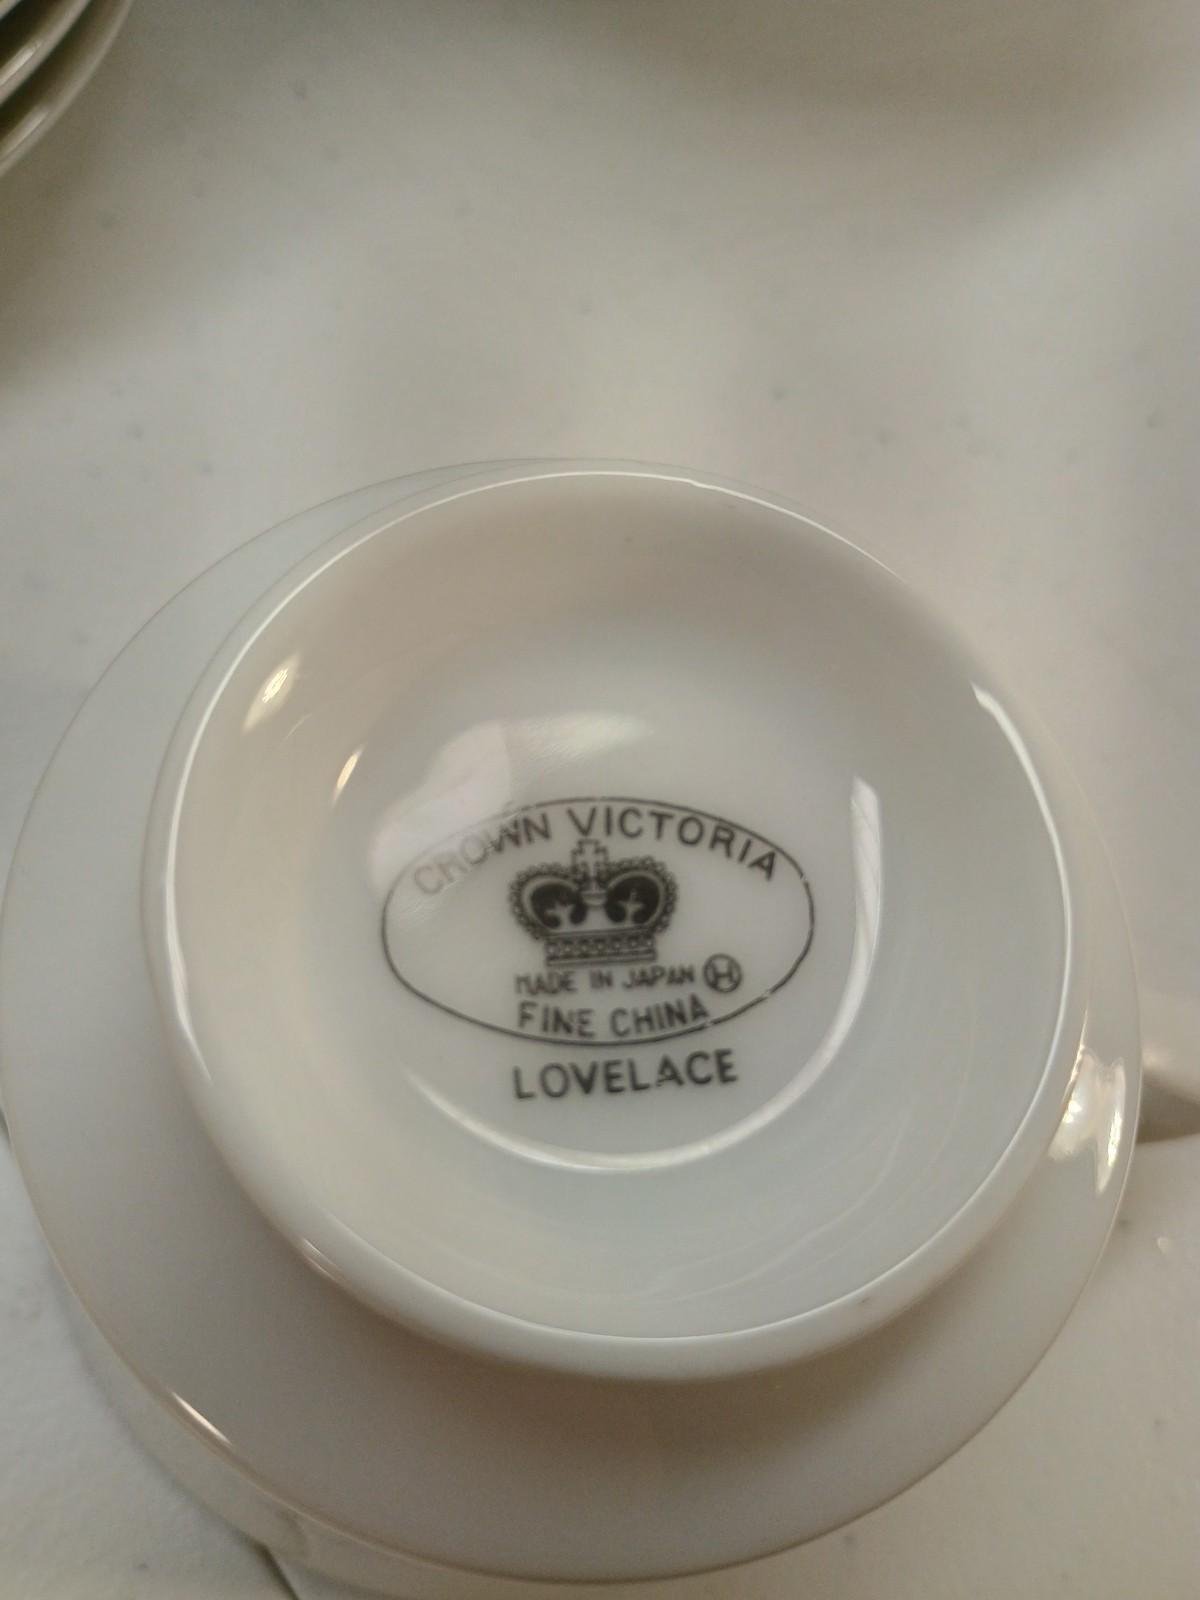 CROWN VICTORIA
MADE IN JAPAN H
FINE CHINA
LOVELACE